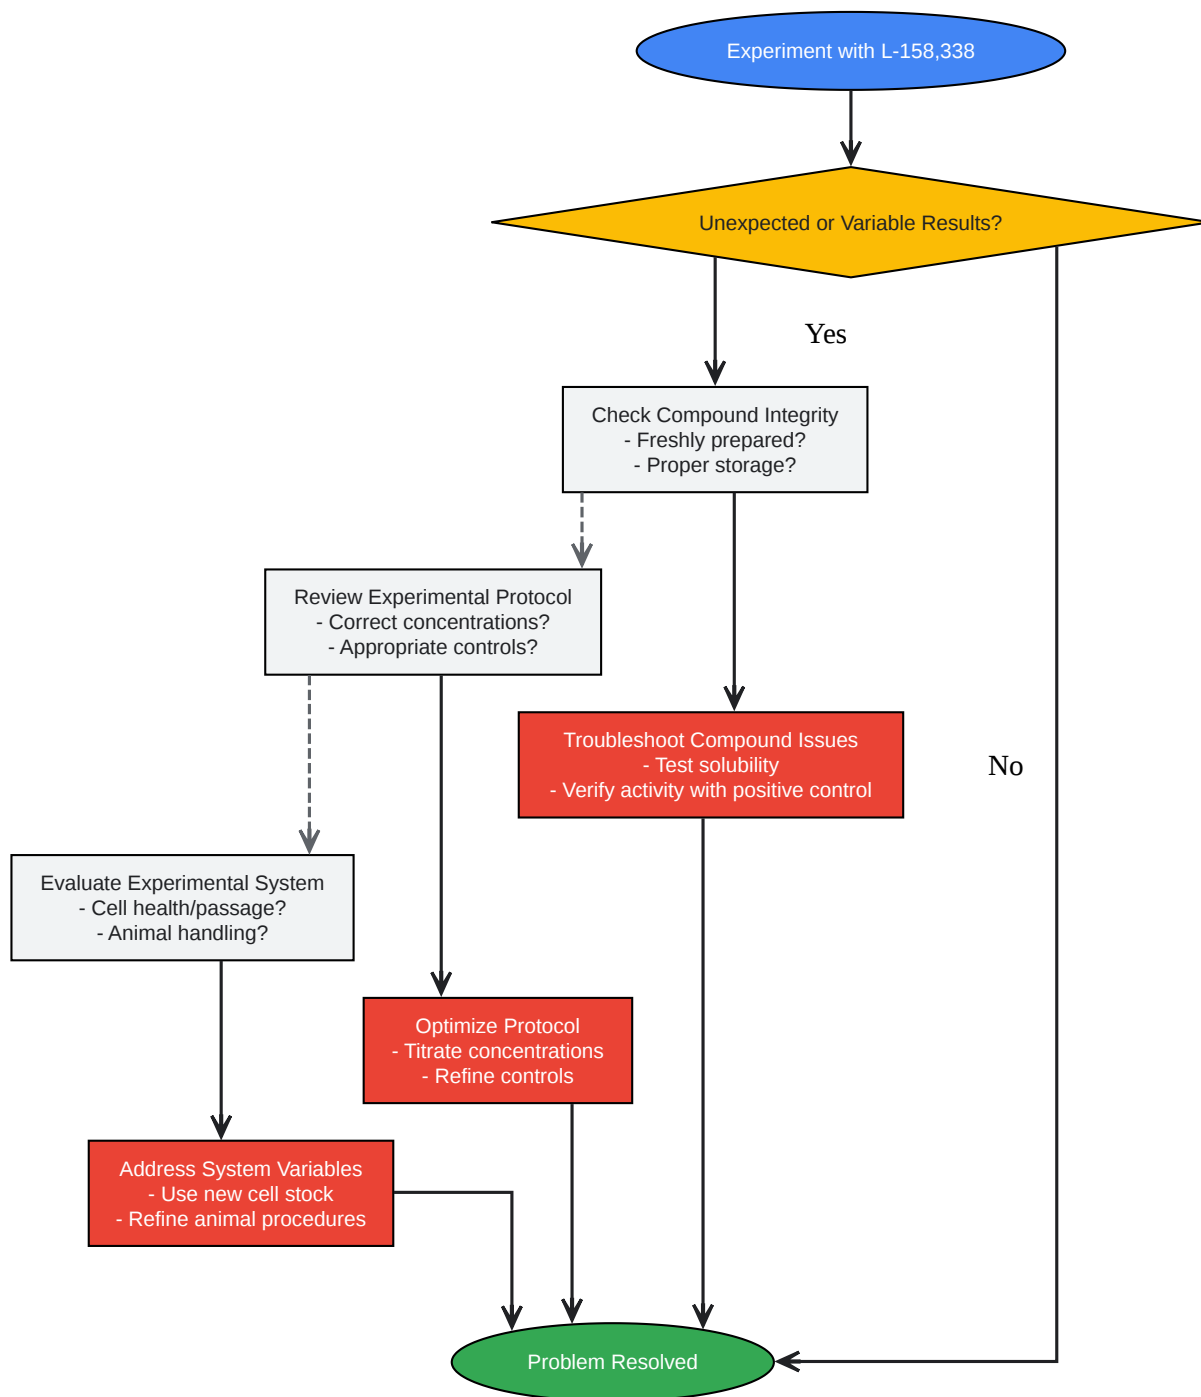 Experiment with L-158,338
Unexpected or Variable Results?
Yes
Check Compound Integrity
- Freshly prepared?
- Proper storage?
Review Experimental Protocol
- Correct concentrations?
- Appropriate controls?
Troubleshoot Compound Issues
- Test solubility
- Verify activity with positive control
No
Evaluate Experimental System
- Cell health/passage?
- Animal handling?
Optimize Protocol
- Titrate concentrations
- Refine controls
Address System Variables
- Use new cell stock
- Refine animal procedures
Problem Resolved